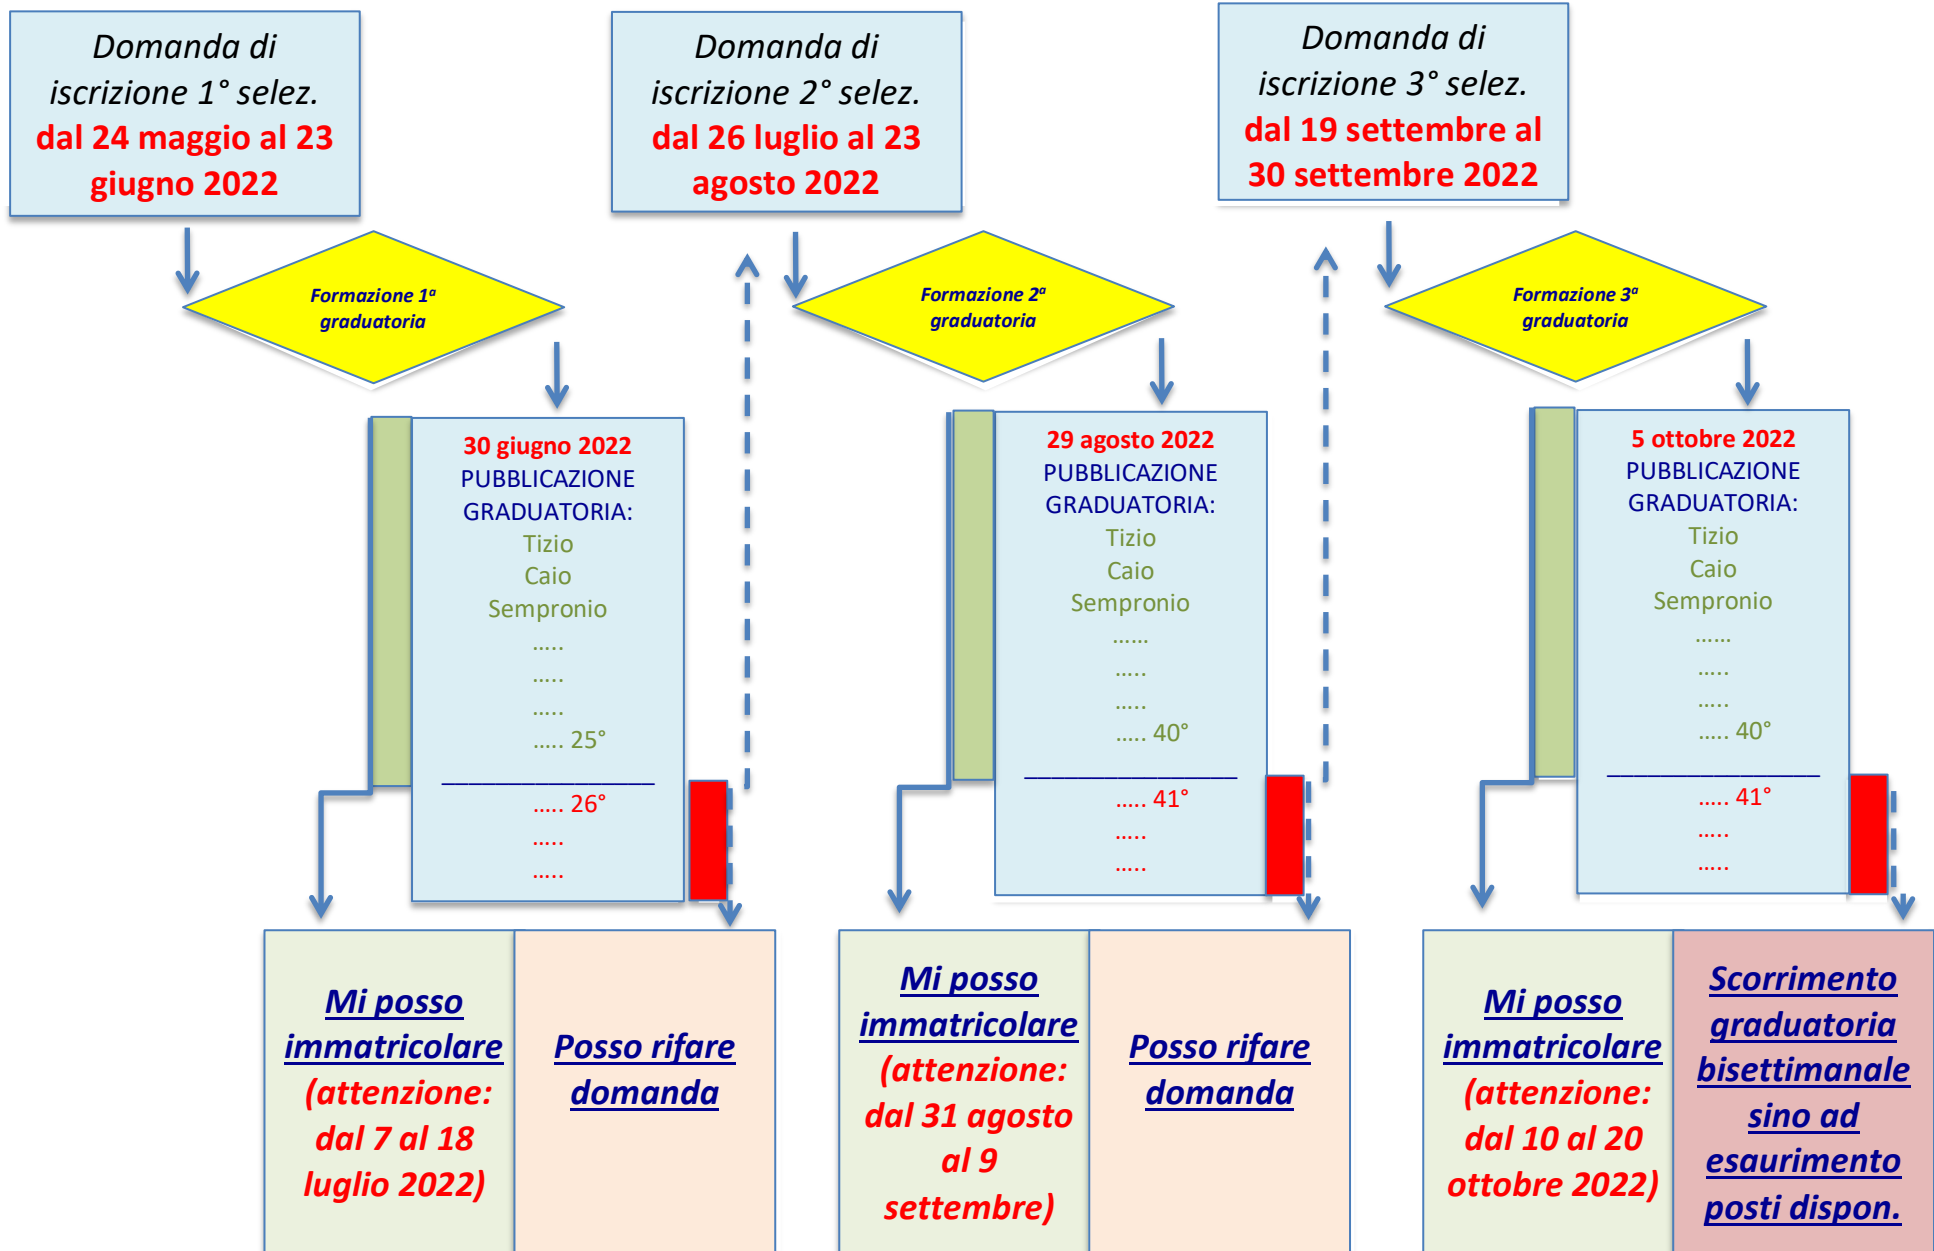 Domanda di
iscrizione 1° selez.
dal 24 maggio al 23
giugno 2022
Domanda di
iscrizione 2° selez.
dal 26 luglio al 23
agosto 2022
Domanda di
iscrizione 3° selez.
dal 19 settembre al
30 settembre 2022
Formazione 1ª
graduatoria
Formazione 2ª
graduatoria
Formazione 3ª
graduatoria
30 giugno 2022
PUBBLICAZIONE
GRADUATORIA:
Tizio
Caio
Sempronio
.....
.....
.....
..... 25°
__________________
..... 26°
.....
.....
29 agosto 2022
PUBBLICAZIONE
GRADUATORIA:
Tizio
Caio
Sempronio
......
.....
.....
..... 40°
__________________
..... 41°
.....
.....
5 ottobre 2022
PUBBLICAZIONE
GRADUATORIA:
Tizio
Caio
Sempronio
......
.....
.....
..... 40°
__________________
..... 41°
.....
.....
Mi posso
immatricolare
(attenzione:
dal 7 al 18
luglio 2022)
Posso rifare
domanda
Mi posso
immatricolare
(attenzione:
dal 31 agosto
al 9
settembre)
Posso rifare
domanda
Mi posso
immatricolare
(attenzione:
dal 10 al 20
ottobre 2022)
Scorrimento
graduatoria
bisettimanale
sino ad
esaurimento
posti dispon.